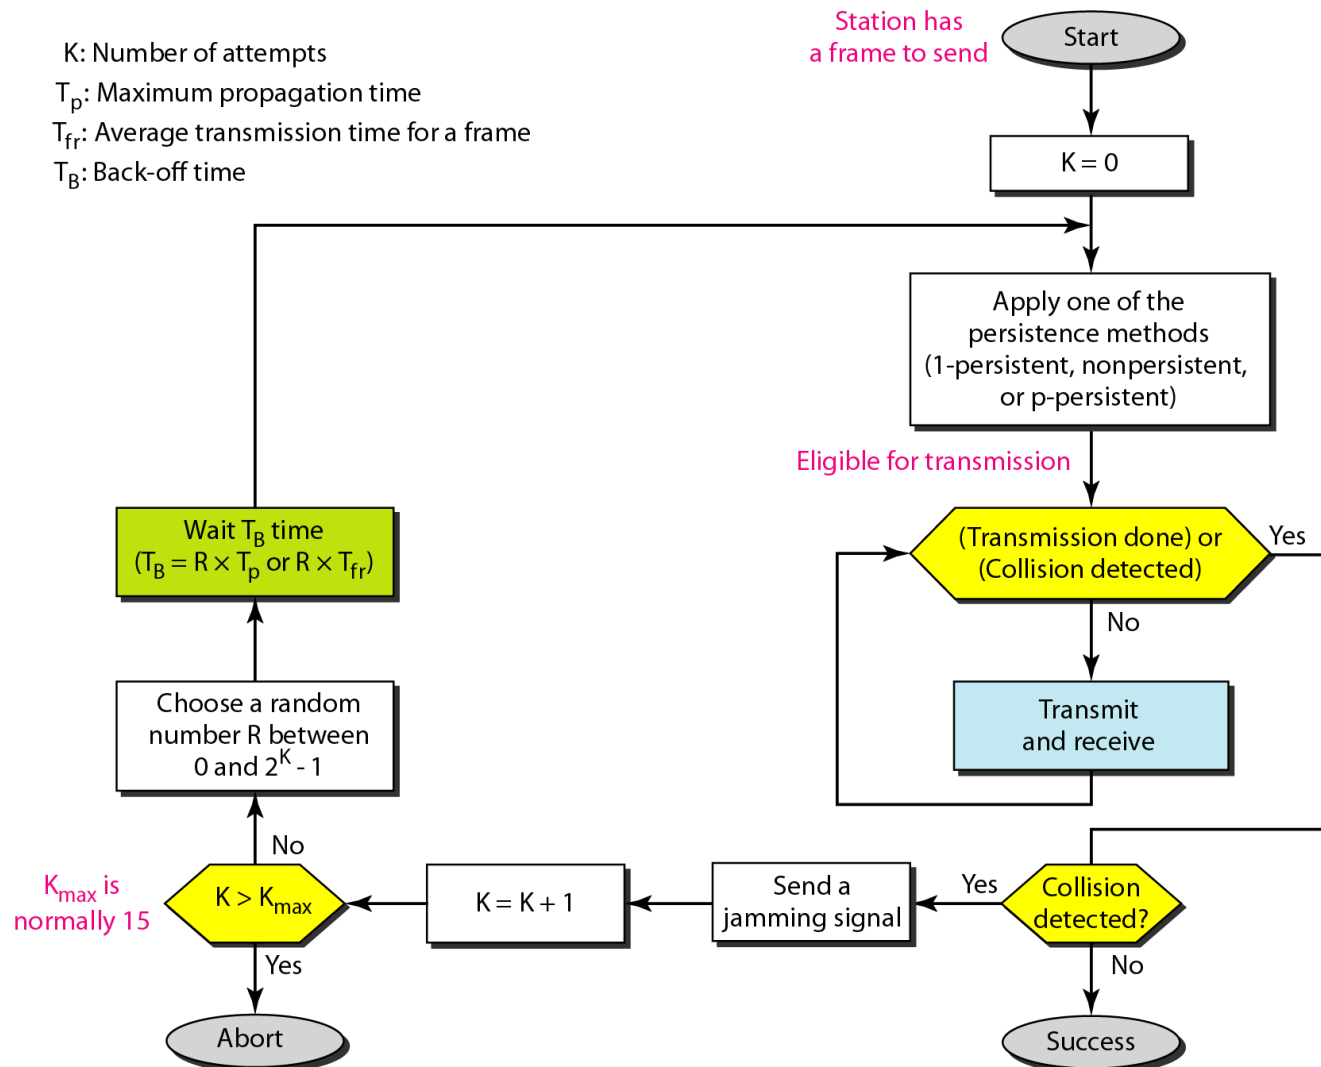 K: Number of attempts
Tp: Maximum propagation time
Tfr: Average transmission time for a frame
TB: Back-off time
Station has
a frame to send
Start
K = 0
Apply one of the
persistence methods
(1-persistent, nonpersistent,
or p-persistent)
Eligible for transmission
(Transmission done) or
(Collision detected)
Yes
No
Transmit
and receive
Collision
detected?
Yes
No
Success
Send a
jamming signal
K = K + 1
K > Kmax
Kmax is
normally 15
Yes
Abort
No
Choose a random
number R between
0 and 2^K - 1
Wait TB time
(TB = R × Tp or R × Tfr)